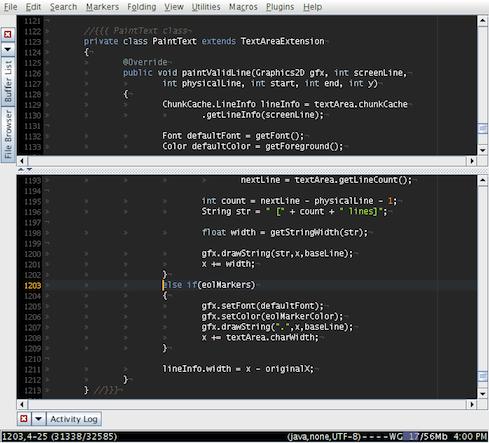 File Edit Search Markers Folding View Utilities Macros Plugins Help
1121
1122 //{{{ PaintText class
1123 private class PaintText extends TextAreaExtension
1124 {
1125 @Override
1126 public void paintValidLine(Graphics2D gfx, int screenLine,
1127 int physicalLine, int start, int end, int y)
1128 {
1129 ChunkCache.LineInfo lineInfo = textArea.chunkCache
1130 .getLineInfo(screenLine);
1131
1132 Font defaultFont = getFont();
1133 Color defaultColor = getForeground();
Buffer List
File Browser
1193 nextLine = textArea.getLineCount();
1195
1196 int count = nextLine - physicalLine - 1;
1197 String str = " [" + count + " lines]";
1198 float width = getStringWidth(str);
1200 gfx.drawString(str,x,baseLine);
1201 x += width;
1202 }
1203 else if(eolMarkers)
1204 {
1205 gfx.setFont(defaultFont);
1206 gfx.setColor(eolMarkerColor);
1207 gfx.drawString(".",x,baseLine);
1208 x += textArea.charWidth;
1209 }
1210
1211 lineInfo.width = x - originalX;
1212 }
1213 } //}}}
Activity Log
1203,4-25 (31338/32585) (java,none,UTF-8) - - - - WG 17/56Mb 4:00 PM